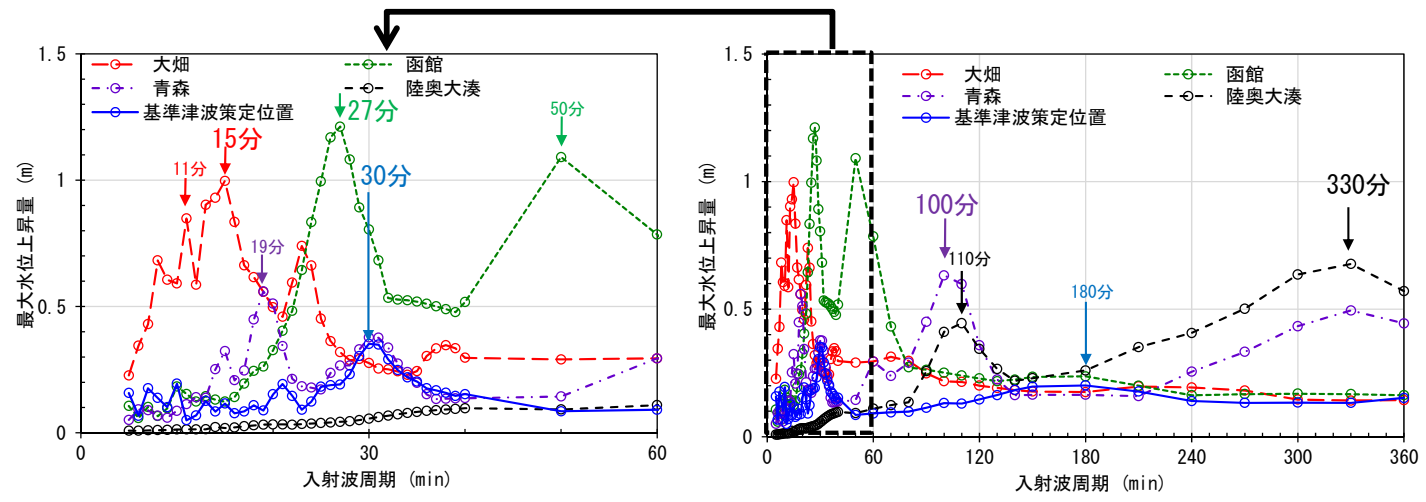 1.5
1
0.5
0
0
30
60
最大水位上昇量 (m)
入射波周期 (min)
大畑
函館
青森
陸奥大湊
基準津波策定位置
11分
15分
19分
27分
30分
50分
1.5
1
0.5
0
0
60
120
180
240
300
360
最大水位上昇量 (m)
入射波周期 (min)
大畑
函館
青森
陸奥大湊
基準津波策定位置
100分
110分
180分
330分